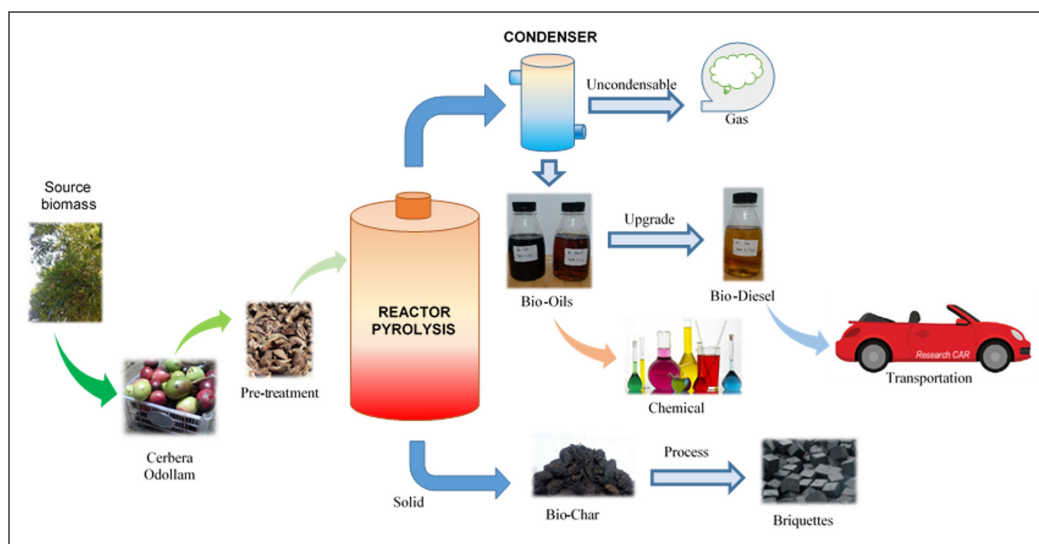 CONDENSER
Uncondensable
Gas
Source
biomass
Upgrade
Bio-Oils
Bio-Diesel
REACTOR
PYROLYSIS
Pre-treatment
Research CAR
Transportation
Chemical
Cerbera
Odollam
Solid
Process
Bio-Char
Briquettes